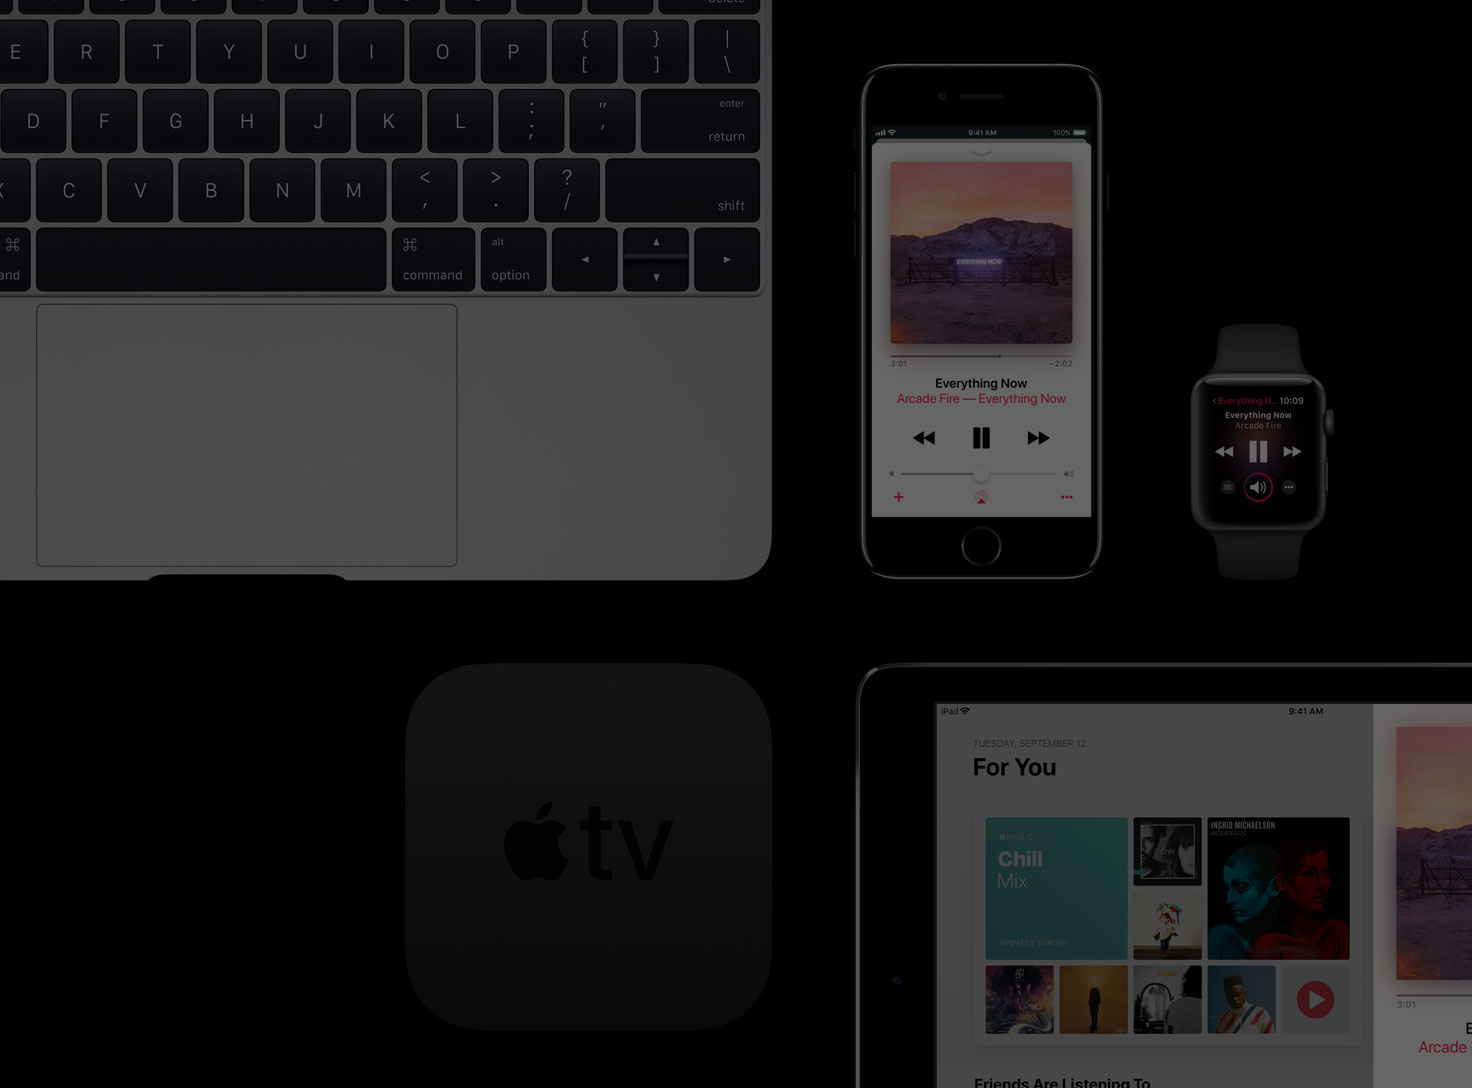 delete
E R T Y U I O P { [ } ] | \
D F G H J K L : ; " , enter return
X C V B N M < , > . ? / shift
⌘ and ⌘ command alt option ◄ ▲ ▼ ►
9:41 AM 100%
EVERYTHING NOW
3:01 −2:02
Everything Now
Arcade Fire — Everything Now
Everything N... 10:09
Everything Now
Arcade Fire
tv
iPad 9:41 AM
TUESDAY, SEPTEMBER 12
For You
MUSIC
Chill
Mix
UPDATED SUNDAY
INGRID MICHAELSON
ALTER EGOS
AJR
3:01
E
Arcade
Friends Are Listening To